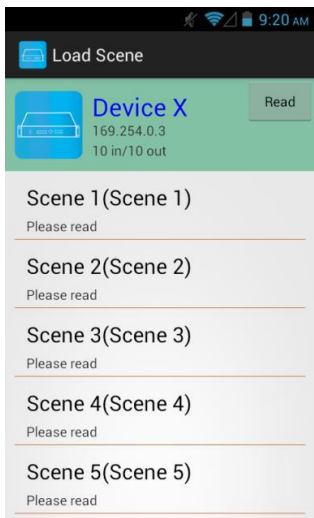 9:20 AM
Load Scene
Device X
Read
169.254.0.3
10 in/10 out
Scene 1(Scene 1)
Please read
Scene 2(Scene 2)
Please read
Scene 3(Scene 3)
Please read
Scene 4(Scene 4)
Please read
Scene 5(Scene 5)
Please read